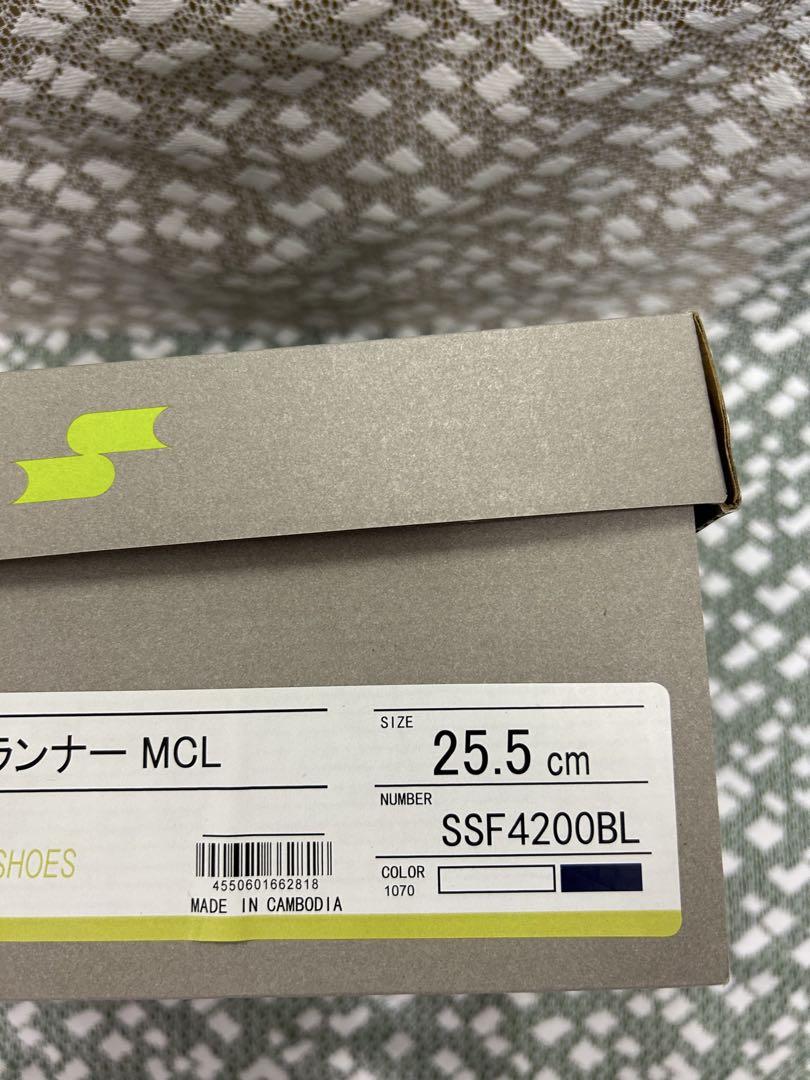 ランナー MCL
SHOES
4550601662818
MADE IN CAMBODIA
SIZE
25.5 cm
NUMBER
SSF4200BL
COLOR
1070